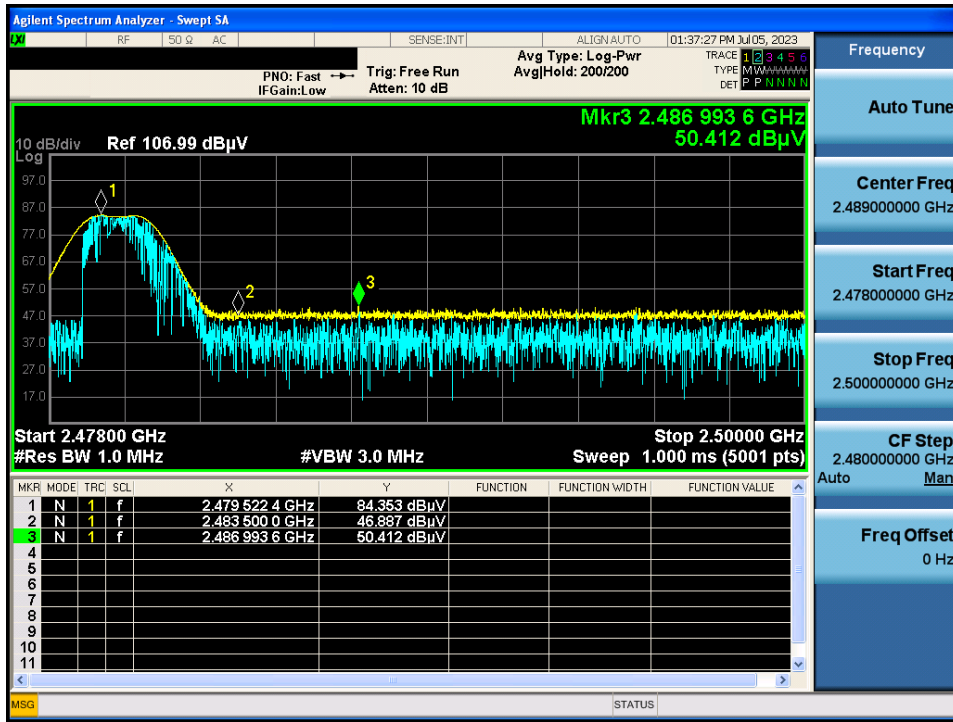 Agilent Spectrum Analyzer - Swept SA
LXI RF 50 Ω AC SENSE:INT ALIGN AUTO 01:37:27 PM Jul 05, 2023
PNO: Fast
IFGain:Low
Trig: Free Run
Atten: 10 dB
Avg Type: Log-Pwr
Avg|Hold: 200/200
TRACE 1 2 3 4 5 6
TYPE M W W W W W
DET P P N N N N
Mkr3 2.486 993 6 GHz
50.412 dBµV
10 dB/div Ref 106.99 dBµV
Log
97.0
87.0
77.0
67.0
57.0
47.0
37.0
27.0
17.0
1
2
3
Start 2.47800 GHz Stop 2.50000 GHz
#Res BW 1.0 MHz #VBW 3.0 MHz Sweep 1.000 ms (5001 pts)
MKR MODE TRC SCL X Y FUNCTION FUNCTION WIDTH FUNCTION VALUE
1 N 1 f 2.479 522 4 GHz 84.353 dBµV
2 N 1 f 2.483 500 0 GHz 46.887 dBµV
3 N 1 f 2.486 993 6 GHz 50.412 dBµV
4
5
6
7
8
9
10
11
MSG STATUS
Frequency
Auto Tune
Center Freq
2.489000000 GHz
Start Freq
2.478000000 GHz
Stop Freq
2.500000000 GHz
CF Step
2.480000000 GHz
Auto Man
Freq Offset
0 Hz